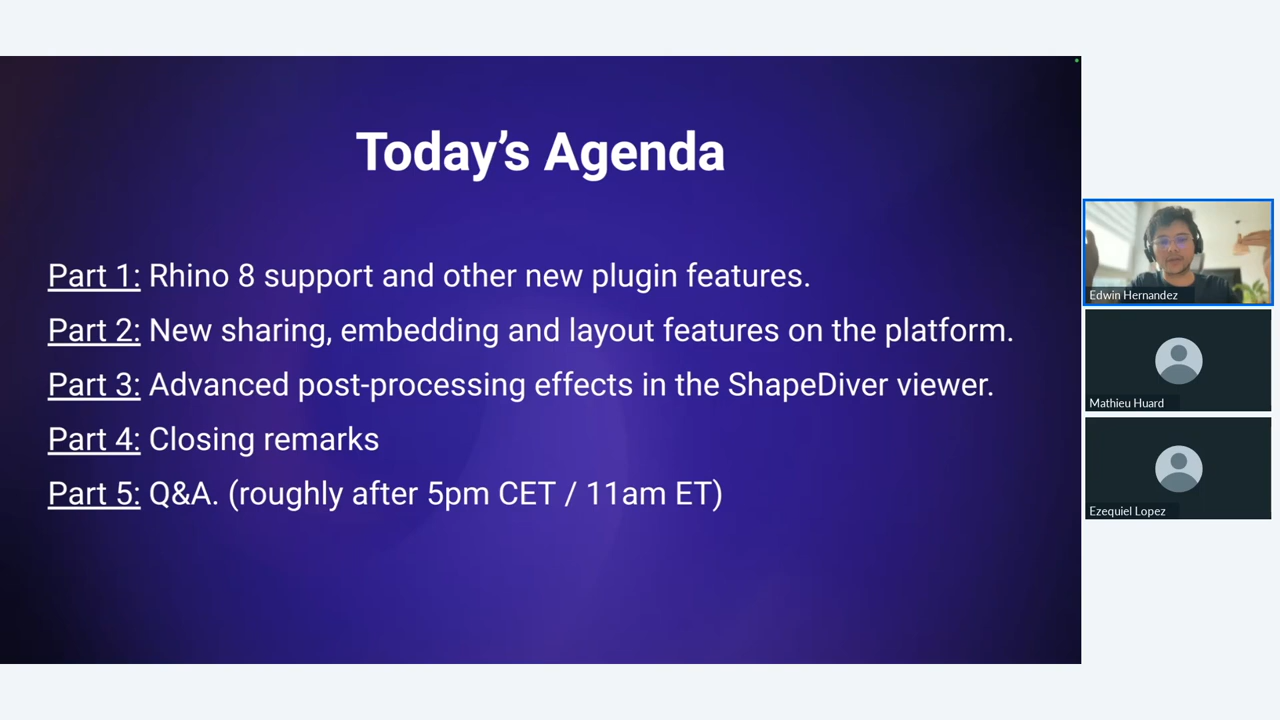 Today’s Agenda
Part 1: Rhino 8 support and other new plugin features.
Part 2: New sharing, embedding and layout features on the platform.
Part 3: Advanced post-processing effects in the ShapeDiver viewer.
Part 4: Closing remarks
Part 5: Q&A. (roughly after 5pm CET / 11am ET)
Edwin Hernandez
Mathieu Huard
Ezequiel Lopez